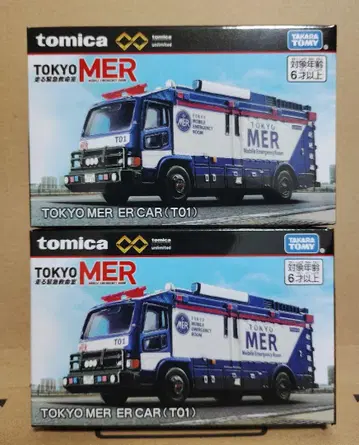 tomica
unlimited
TAKARA
TOMY
TOKYO
MER
走る緊急救命室
対象年齢
6才以上
MER
TOKYO
MOBILE
EMERGENCY
ROOM
TOKYO
MER
Mobile Emergency Room
T01
TOKYO MER ER CAR (T01)
tomica
unlimited
TAKARA
TOMY
TOKYO
MER
走る緊急救命室
対象年齢
6才以上
MER
TOKYO
MOBILE
EMERGENCY
ROOM
TOKYO
MER
Mobile Emergency Room
T01
TOKYO MER ER CAR (T01)